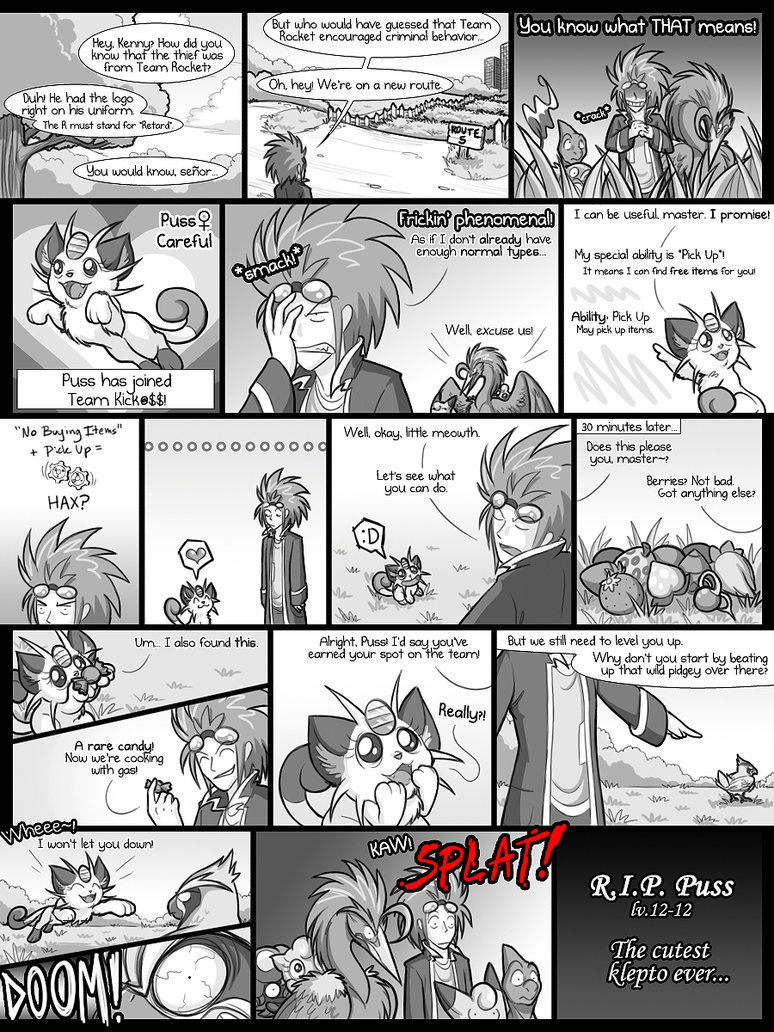 Hey, Kenny? How did you
know that the thief was
from Team Rocket?
Duh! He had the logo
right on his uniform.
The R must stand for "Retard".
You would know, señor...
But who would have guessed that Team
Rocket encouraged criminal behavior...
Oh, hey! We're on a new route.
ROUTE
5
You know what THAT means!
*crack*
Puss♀
Careful
Puss has joined
Team Kick@$$!
Frickin' phenomenal!
As if I don't already have
enough normal types...
*smack!*
Well, excuse us!
I can be useful, master. I promise!
My special ability is "Pick Up"!
It means I can find free items for you!
Ability: Pick Up
May pick up items.
"No Buying Items"
+ Pick Up =
HAX?
Well, okay, little meowth.
Let's see what
you can do.
:D
30 minutes later...
Does this please
you, master~?
Berries? Not bad.
Got anything else?
Um... I also found this.
A rare candy!
Now we're cooking
with gas!
Alright, Puss! I'd say you've
earned your spot on the team!
Really?!
But we still need to level you up.
Why don't you start by beating
up that wild pidgey over there?
Wheee~!
I won't let you down!
DOOM!
KAW!
SPLAT!
R.I.P. Puss
lv.12-12
The cutest
klepto ever...